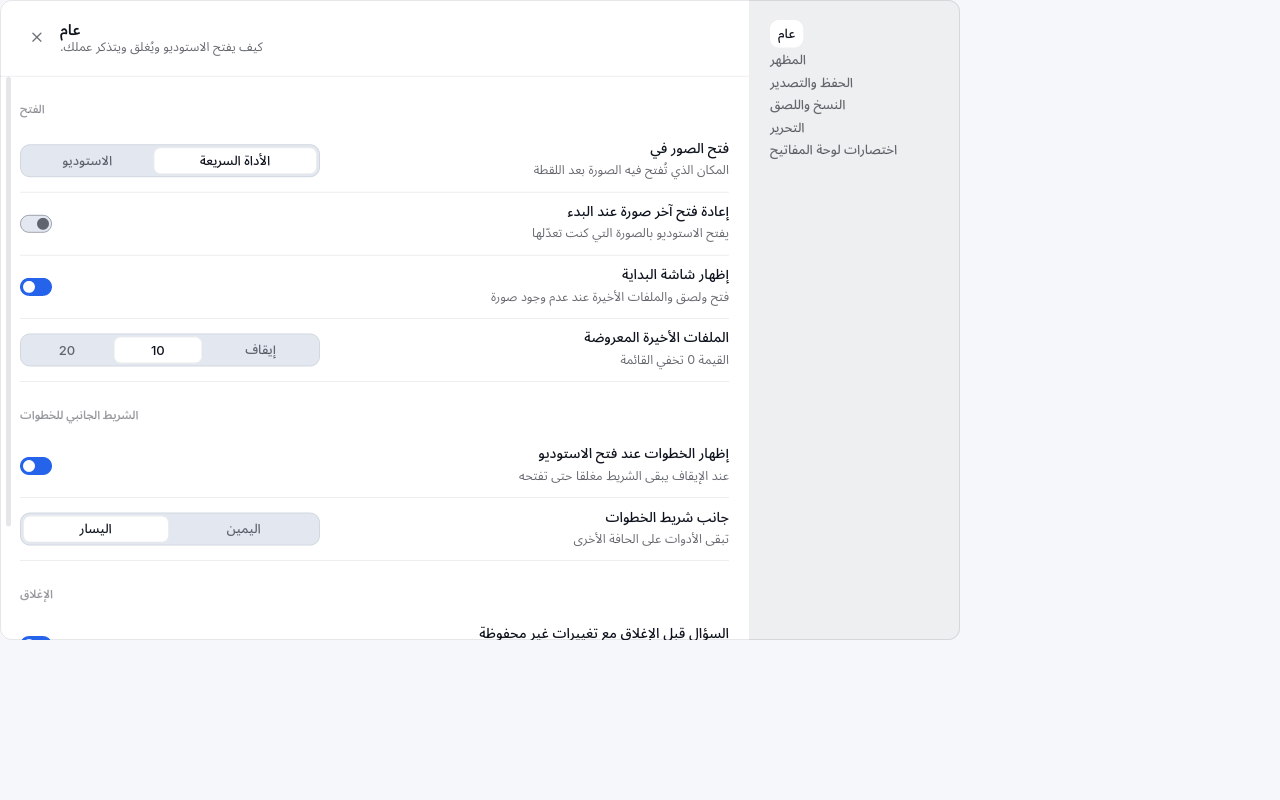 عام
المظهر
الحفظ والتصدير
النسخ واللصق
التحرير
اختصارات لوحة المفاتيح
عام
كيف يفتح الاستوديو ويُغلق ويتذكر عملك.
الفتح
فتح الصور في
المكان الذي تُفتح فيه الصورة بعد اللقطة
الأداة السريعة
الاستوديو
إعادة فتح آخر صورة عند البدء
يفتح الاستوديو بالصورة التي كنت تعدّلها
إظهار شاشة البداية
فتح ولصق والملفات الأخيرة عند عدم وجود صورة
الملفات الأخيرة المعروضة
القيمة 0 تخفي القائمة
إيقاف
10
20
الشريط الجانبي للخطوات
إظهار الخطوات عند فتح الاستوديو
عند الإيقاف يبقى الشريط مغلقا حتى تفتحه
جانب شريط الخطوات
تبقى الأدوات على الحافة الأخرى
اليمين
اليسار
الإغلاق
السؤال قبل الإغلاق مع تغييرات غير محفوظة